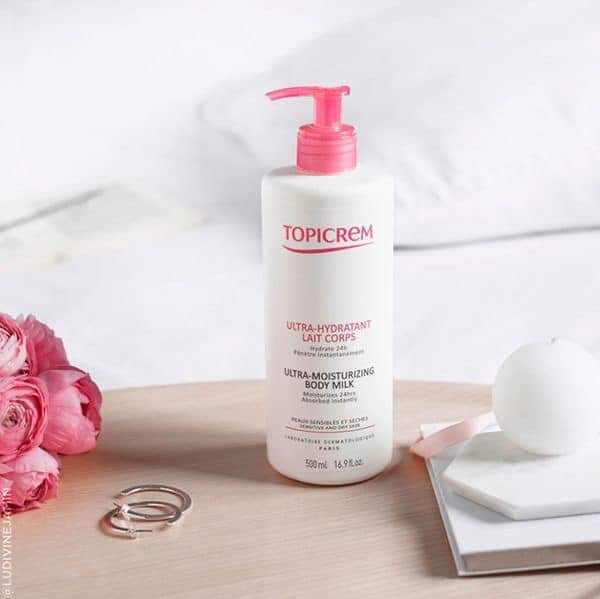 TOPICREM
ULTRA-HYDRATANT
LAIT CORPS
Hydrate 24h
Pénètre instantanément
ULTRA-MOISTURIZING
BODY MILK
Moisturizes 24hrs
Absorbed instantly
PEAUX SENSIBLES ET SÈCHES
SENSITIVE AND DRY SKIN
LABORATOIRE DERMATOLOGIQUE
PARIS
500 ml 16.9 fl.oz.
@LUDIVINEJAMIN